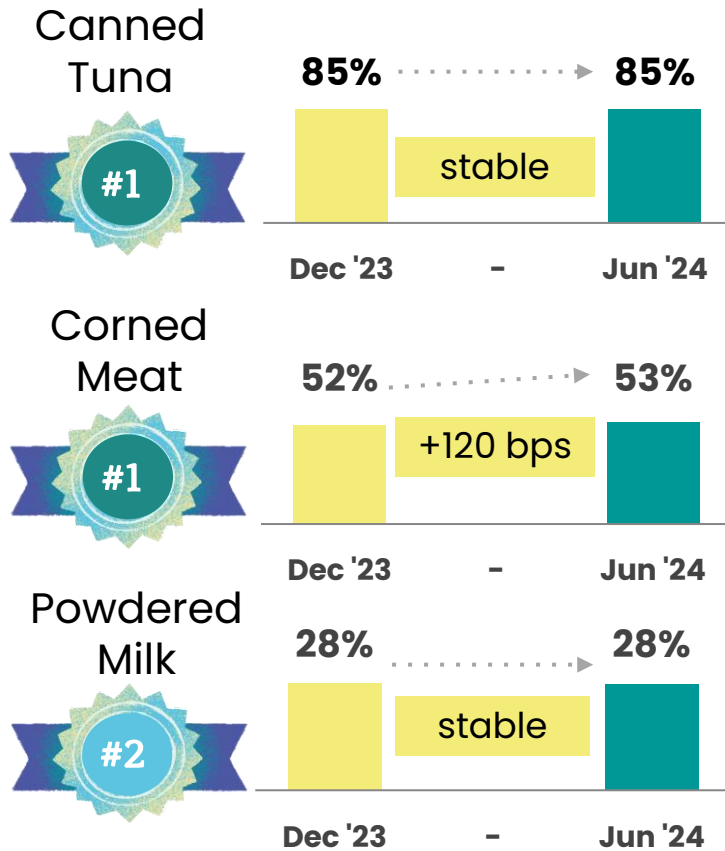 Canned
Tuna
#1
85% 85%
stable
Dec '23 - Jun '24
Corned
Meat
#1
52% 53%
+120 bps
Dec '23 - Jun '24
Powdered
Milk
#2
28% 28%
stable
Dec '23 - Jun '24